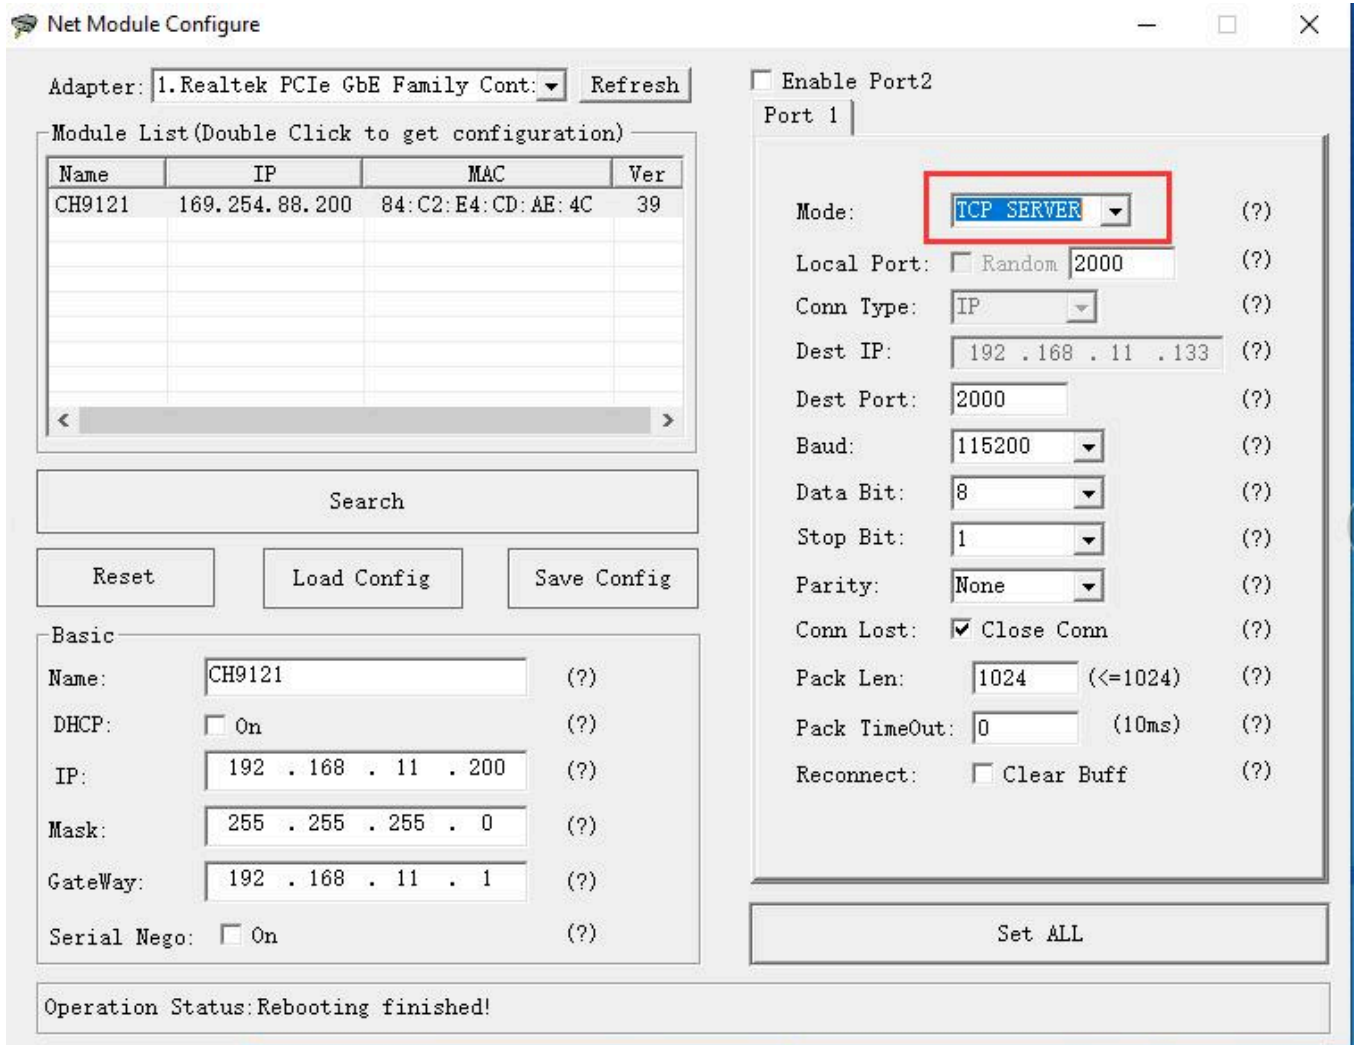 Net Module Configure
Adapter: 1.Realtek PCIe GbE Family Cont: Refresh
Module List(Double Click to get configuration)
Name IP MAC Ver
CH9121 169.254.88.200 84:C2:E4:CD:AE:4C 39
Search
Reset Load Config Save Config
Basic
Name: CH9121 (?)
DHCP: On (?)
IP: 192 . 168 . 11 . 200 (?)
Mask: 255 . 255 . 255 . 0 (?)
GateWay: 192 . 168 . 11 . 1 (?)
Serial Nego: On (?)
Enable Port2
Port 1
Mode: TCP SERVER (?)
Local Port: Random 2000 (?)
Conn Type: IP (?)
Dest IP: 192 . 168 . 11 . 133 (?)
Dest Port: 2000 (?)
Baud: 115200 (?)
Data Bit: 8 (?)
Stop Bit: 1 (?)
Parity: None (?)
Conn Lost: Close Conn (?)
Pack Len: 1024 (<=1024) (?)
Pack TimeOut: 0 (10ms) (?)
Reconnect: Clear Buff (?)
Set ALL
Operation Status:Rebooting finished!